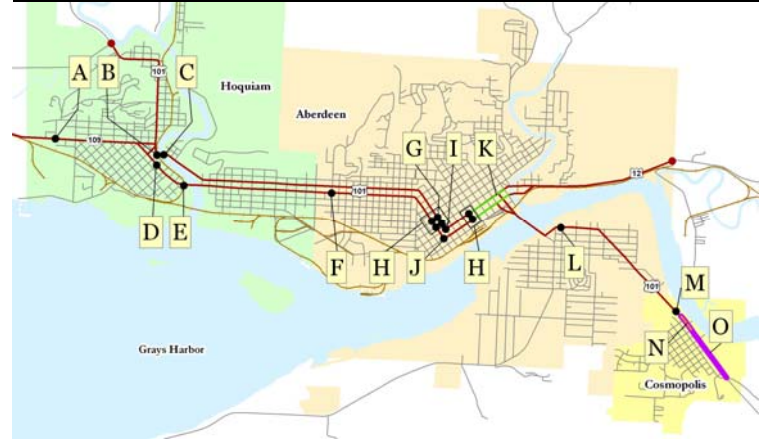 A B C
101
Hoquiam
Aberdeen
G I K
109
12
101
D E
F H J H
L
101
M
N O
Grays Harbor
Cosmopolis